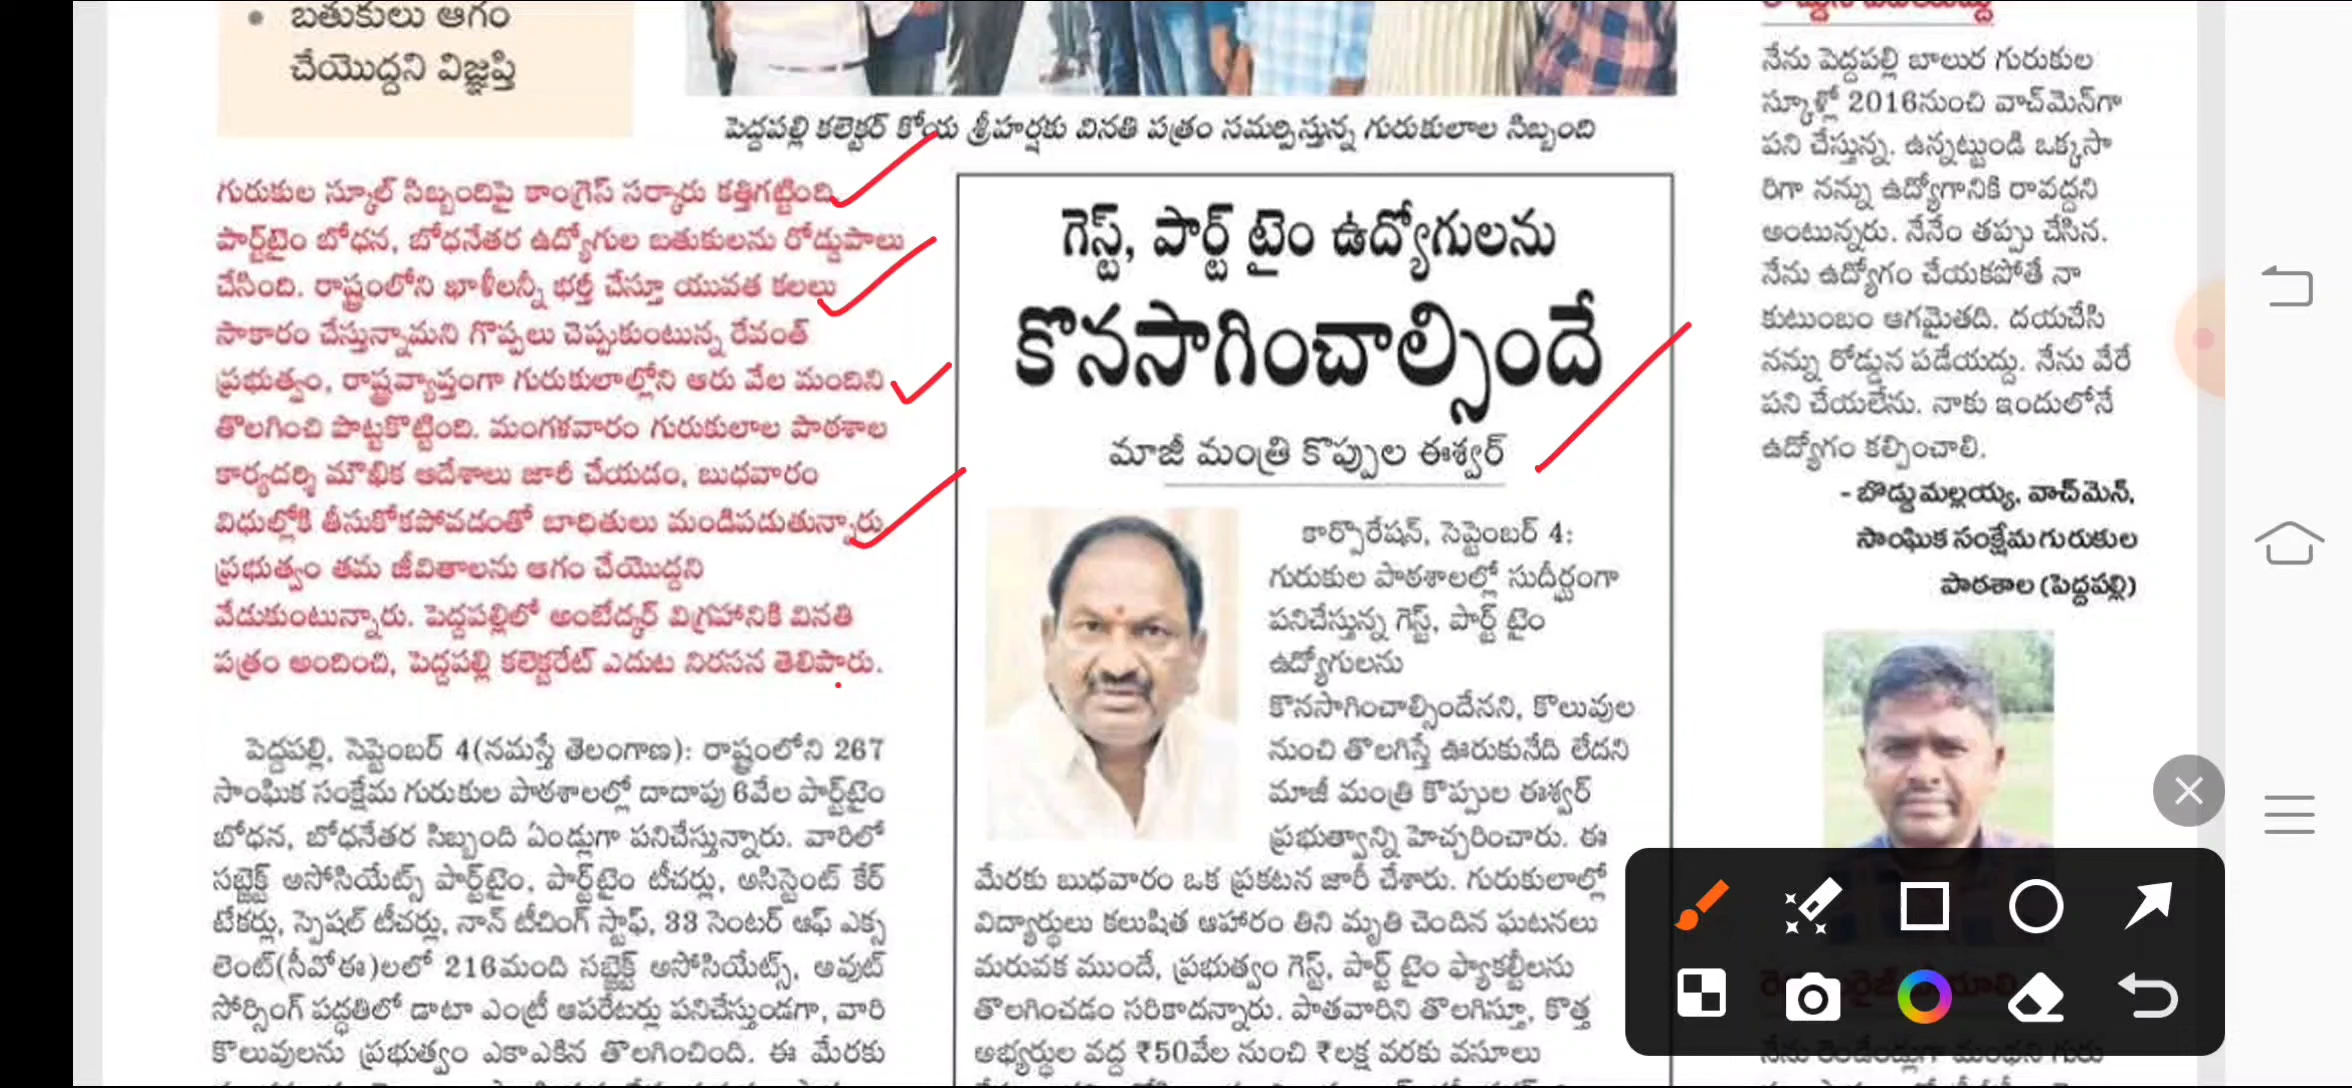 బతుకులు ఆగం
చేయొద్దని విజ్ఞప్తి
పెద్దపల్లి కలెక్టర్ కోయ శ్రీహర్షకు వినతి పత్రం సమర్పిస్తున్న గురుకులాల సిబ్బంది
గురుకుల స్కూల్ సిబ్బందిపై కాంగ్రెస్ సర్కారు కత్తిగట్టింది.
పార్ట్‌టైం బోధన, బోధనేతర ఉద్యోగుల బతుకులను రోడ్డుపాలు
చేసింది. రాష్ట్రంలోని ఖాళీలన్నీ భర్తీ చేస్తూ యువత కలలు
సాకారం చేస్తున్నామని గొప్పలు చెప్పుకుంటున్న రేవంత్
ప్రభుత్వం, రాష్ట్రవ్యాప్తంగా గురుకులాల్లోని ఆరు వేల మందిని
తొలగించి పొట్టకొట్టింది. మంగళవారం గురుకులాల పాఠశాల
కార్యదర్శి మౌఖిక ఆదేశాలు జారీ చేయడం, బుధవారం
విధుల్లోకి తీసుకోకపోవడంతో బాధితులు మండిపడుతున్నారు.
ప్రభుత్వం తమ జీవితాలను ఆగం చేయొద్దని
వేడుకుంటున్నారు. పెద్దపల్లిలో అంబేద్కర్ విగ్రహానికి వినతి
పత్రం అందించి, పెద్దపల్లి కలెక్టరేట్ ఎదుట నిరసన తెలిపారు.
పెద్దపల్లి, సెప్టెంబర్ 4(నమస్తే తెలంగాణ): రాష్ట్రంలోని 267
సాంఘిక సంక్షేమ గురుకుల పాఠశాలల్లో దాదాపు 6వేల పార్ట్‌టైం
బోధన, బోధనేతర సిబ్బంది ఏండ్లుగా పనిచేస్తున్నారు. వారిలో
సబ్జెక్ట్ అసోసియేట్స్ పార్ట్‌టైం, పార్ట్‌టైం టీచర్లు, అసిస్టెంట్ కేర్
టేకర్లు, స్పెషల్ టీచర్లు, నాన్ టీచింగ్ స్టాఫ్, 33 సెంటర్ ఆఫ్ ఎక్స
లెంట్(సీవోఈ)లలో 216మంది సబ్జెక్ట్ అసోసియేట్స్, అవుట్
సోర్సింగ్ పద్ధతిలో డాటా ఎంట్రీ ఆపరేటర్లు పనిచేస్తుండగా, వారి
కొలువులను ప్రభుత్వం ఎకాఎకిన తొలగించింది. ఈ మేరకు
గెస్ట్, పార్ట్ టైం ఉద్యోగులను
కొనసాగించాల్సిందే
మాజీ మంత్రి కొప్పుల ఈశ్వర్
కార్పొరేషన్, సెప్టెంబర్ 4:
గురుకుల పాఠశాలల్లో సుదీర్ఘంగా
పనిచేస్తున్న గెస్ట్, పార్ట్ టైం
ఉద్యోగులను
కొనసాగించాల్సిందేనని, కొలువుల
నుంచి తొలగిస్తే ఊరుకునేది లేదని
మాజీ మంత్రి కొప్పుల ఈశ్వర్
ప్రభుత్వాన్ని హెచ్చరించారు. ఈ
మేరకు బుధవారం ఒక ప్రకటన జారీ చేశారు. గురుకులాల్లో
విద్యార్థులు కలుషిత ఆహారం తిని మృతి చెందిన ఘటనలు
మరువక ముందే, ప్రభుత్వం గెస్ట్, పార్ట్ టైం ఫ్యాకల్టీలను
తొలగించడం సరికాదన్నారు. పాతవారిని తొలగిస్తూ, కొత్త
అభ్యర్థుల వద్ద ₹50వేల నుంచి ₹లక్ష వరకు వసూలు
నేను పెద్దపల్లి బాలుర గురుకుల
స్కూల్లో 2016నుంచి వాచ్‌మెన్‌గా
పని చేస్తున్న. ఉన్నట్టుండి ఒక్కసా
రిగా నన్ను ఉద్యోగానికి రావద్దని
అంటున్నరు. నేనేం తప్పు చేసిన.
నేను ఉద్యోగం చేయకపోతే నా
కుటుంబం ఆగమైతది. దయచేసి
నన్ను రోడ్డున పడేయద్దు. నేను వేరే
పని చేయలేను. నాకు ఇందులోనే
ఉద్యోగం కల్పించాలి.
- బొడ్డు మల్లయ్య, వాచ్‌మెన్,
సాంఘిక సంక్షేమ గురుకుల
పాఠశాల (పెద్దపల్లి)